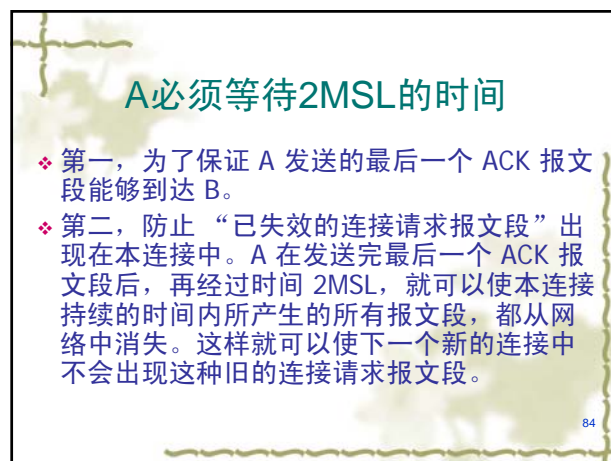 A必须等待2MSL的时间
第一，为了保证 A 发送的最后一个 ACK 报文
段能够到达 B。
第二，防止 “已失效的连接请求报文段”出
现在本连接中。A 在发送完最后一个 ACK 报
文段后，再经过时间 2MSL，就可以使本连接
持续的时间内所产生的所有报文段，都从网
络中消失。这样就可以使下一个新的连接中
不会出现这种旧的连接请求报文段。
84